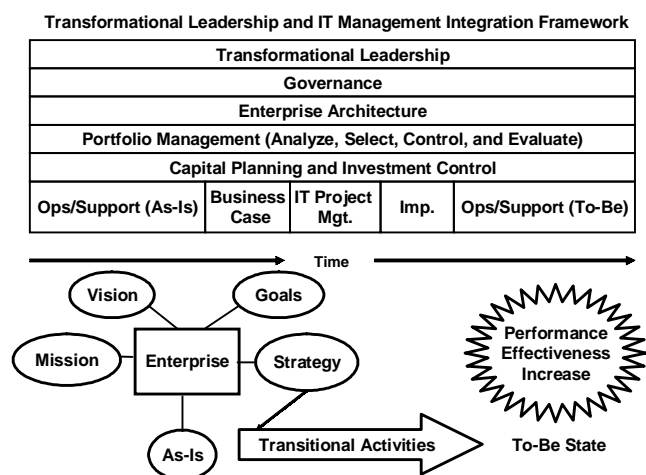 Transformational Leadership and IT Management Integration Framework
Transformational Leadership
Governance
Enterprise Architecture
Portfolio Management (Analyze, Select, Control, and Evaluate)
Capital Planning and Investment Control
Ops/Support (As-Is)
Business
Case
IT Project
Mgt.
Imp.
Ops/Support (To-Be)
Time
Vision
Goals
Mission
Enterprise
Strategy
As-Is
Transitional Activities
Performance
Effectiveness
Increase
To-Be State